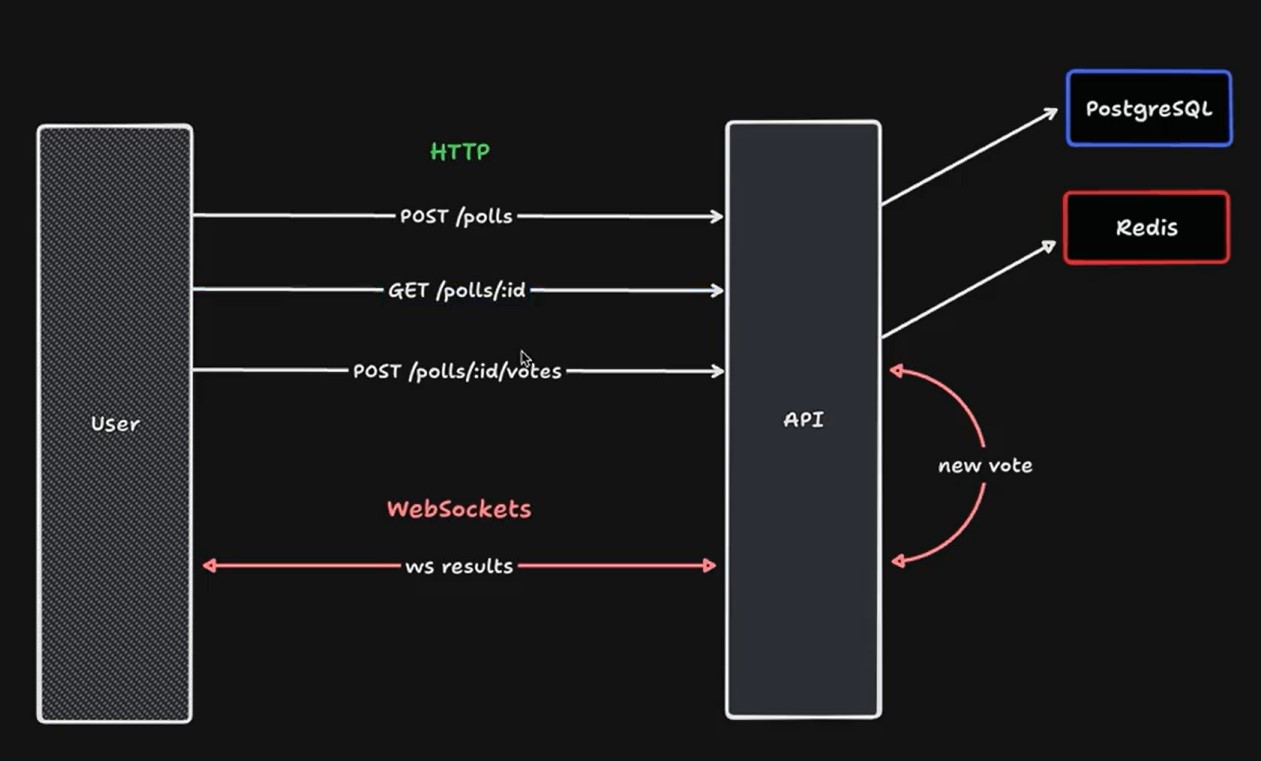 PostgreSQL
HTTP
Redis
POST /polls
GET /polls/:id
POST /polls/:id/votes
User
API
new vote
WebSockets
ws results